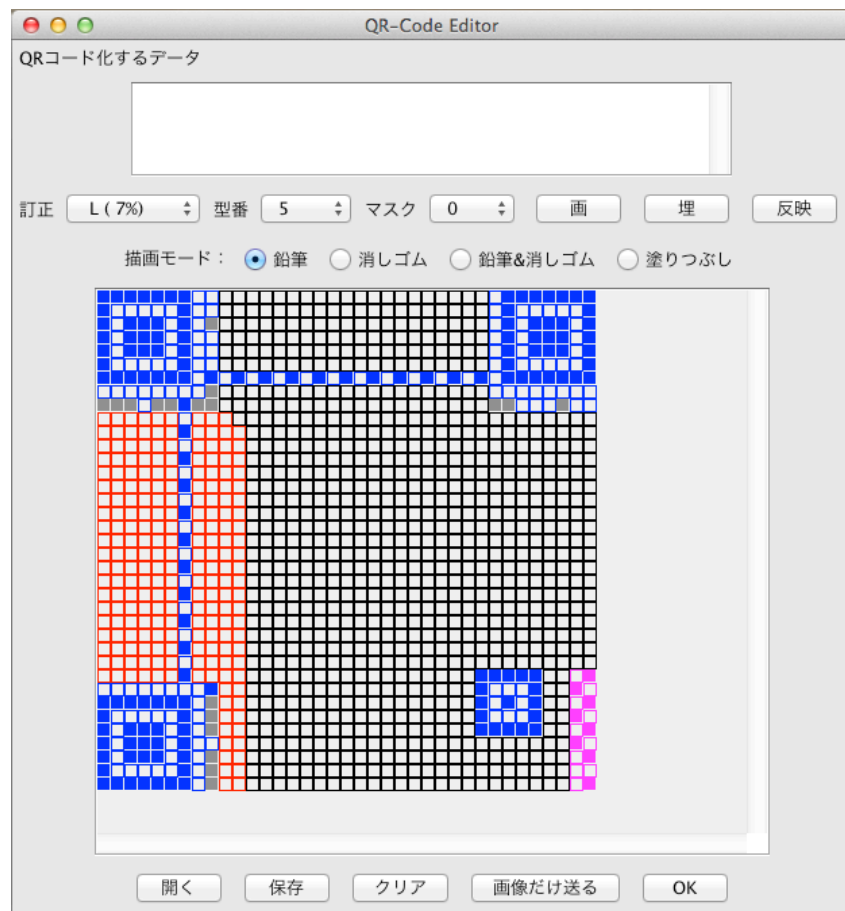 QR-Code Editor
QRコード化するデータ
訂正 L ( 7%) 型番 5 マスク 0 画 埋 反映
描画モード： 鉛筆 消しゴム 鉛筆&消しゴム 塗りつぶし
開く 保存 クリア 画像だけ送る OK